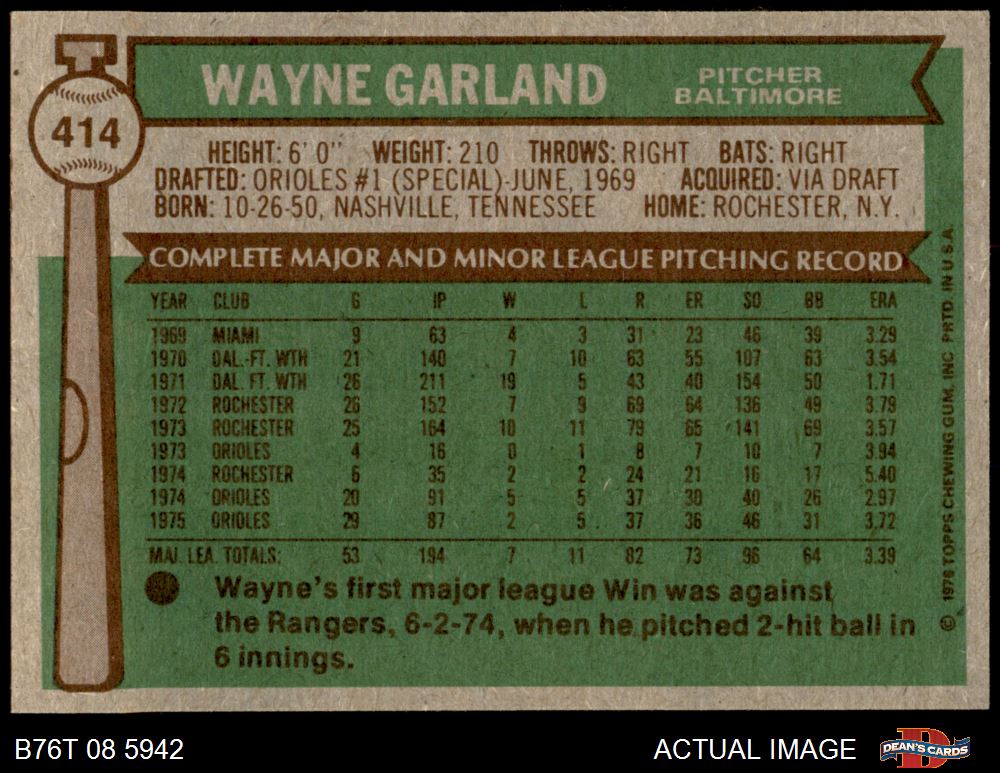 WAYNE GARLAND
PITCHER
BALTIMORE
414
HEIGHT: 6' 0" WEIGHT: 210 THROWS: RIGHT BATS: RIGHT
DRAFTED: ORIOLES #1 (SPECIAL)-JUNE, 1969 ACQUIRED: VIA DRAFT
BORN: 10-26-50, NASHVILLE, TENNESSEE HOME: ROCHESTER, N.Y.
COMPLETE MAJOR AND MINOR LEAGUE PITCHING RECORD
YEAR CLUB G IP W L R ER SO BB ERA
1969 MIAMI 9 63 4 3 31 23 46 39 3.29
1970 DAL.-FT. WTH 21 140 7 10 63 55 107 63 3.54
1971 DAL. FT. WTH 26 211 19 5 43 40 154 50 1.71
1972 ROCHESTER 26 152 7 9 69 64 136 49 3.79
1973 ROCHESTER 25 164 10 11 79 65 141 69 3.57
1973 ORIOLES 4 16 0 1 8 7 10 7 3.94
1974 ROCHESTER 6 35 2 2 24 21 16 17 5.40
1974 ORIOLES 20 91 5 5 37 30 40 26 2.97
1975 ORIOLES 29 87 2 5 37 36 46 31 3.72
MAJ. LEA. TOTALS: 53 194 7 11 82 73 96 64 3.39
Wayne's first major league Win was against
the Rangers, 6-2-74, when he pitched 2-hit ball in
6 innings.
© 1976 TOPPS CHEWING GUM, INC PRTD. IN U.S.A.
B76T 08 5942
ACTUAL IMAGE
DEAN'S CARDS